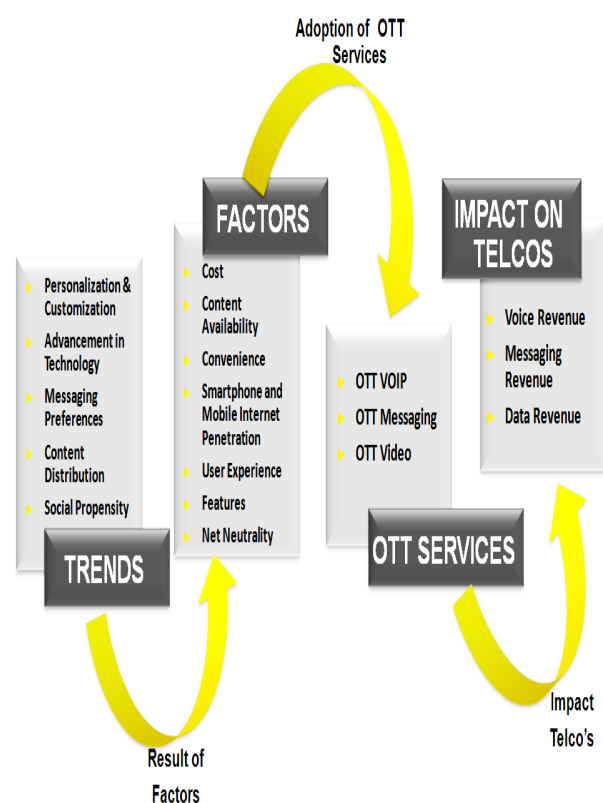 Adoption of OTT
Services
FACTORS
IMPACT ON
TELCOS
Personalization &
Customization
Advancement in
Technology
Messaging
Preferences
Content
Distribution
Social Propensity
TRENDS
Cost
Content
Availability
Convenience
Smartphone and
Mobile Internet
Penetration
User Experience
Features
Net Neutrality
OTT VOIP
OTT Messaging
OTT Video
OTT SERVICES
Voice Revenue
Messaging
Revenue
Data Revenue
Result of
Factors
Impact
Telco's